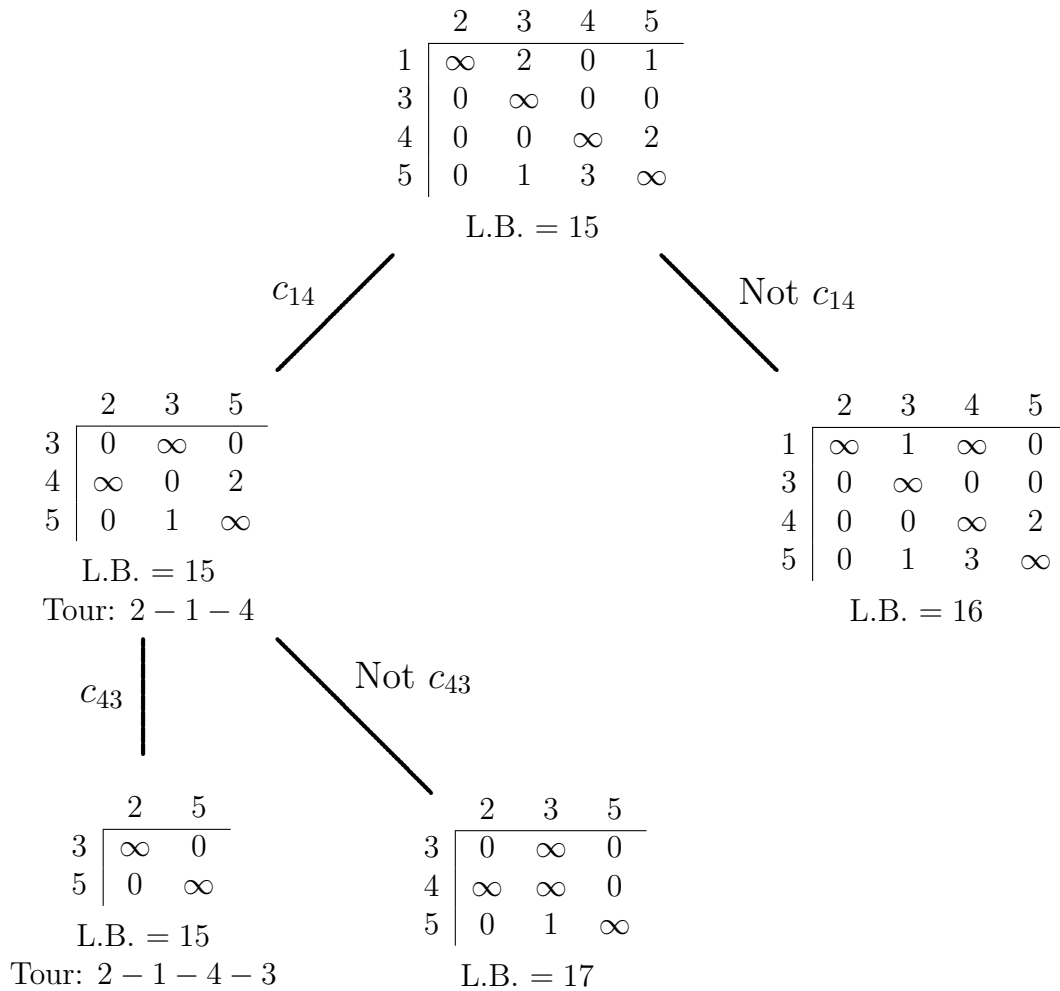 2 3 4 5
1 ∞ 2 0 1
3 0 ∞ 0 0
4 0 0 ∞ 2
5 0 1 3 ∞
L.B. = 15
c₁₄
Not c₁₄
2 3 5
3 0 ∞ 0
4 ∞ 0 2
5 0 1 ∞
L.B. = 15
Tour: 2 − 1 − 4
2 3 4 5
1 ∞ 1 ∞ 0
3 0 ∞ 0 0
4 0 0 ∞ 2
5 0 1 3 ∞
L.B. = 16
c₄₃
Not c₄₃
2 5
3 ∞ 0
5 0 ∞
L.B. = 15
Tour: 2 − 1 − 4 − 3
2 3 5
3 0 ∞ 0
4 ∞ ∞ 0
5 0 1 ∞
L.B. = 17